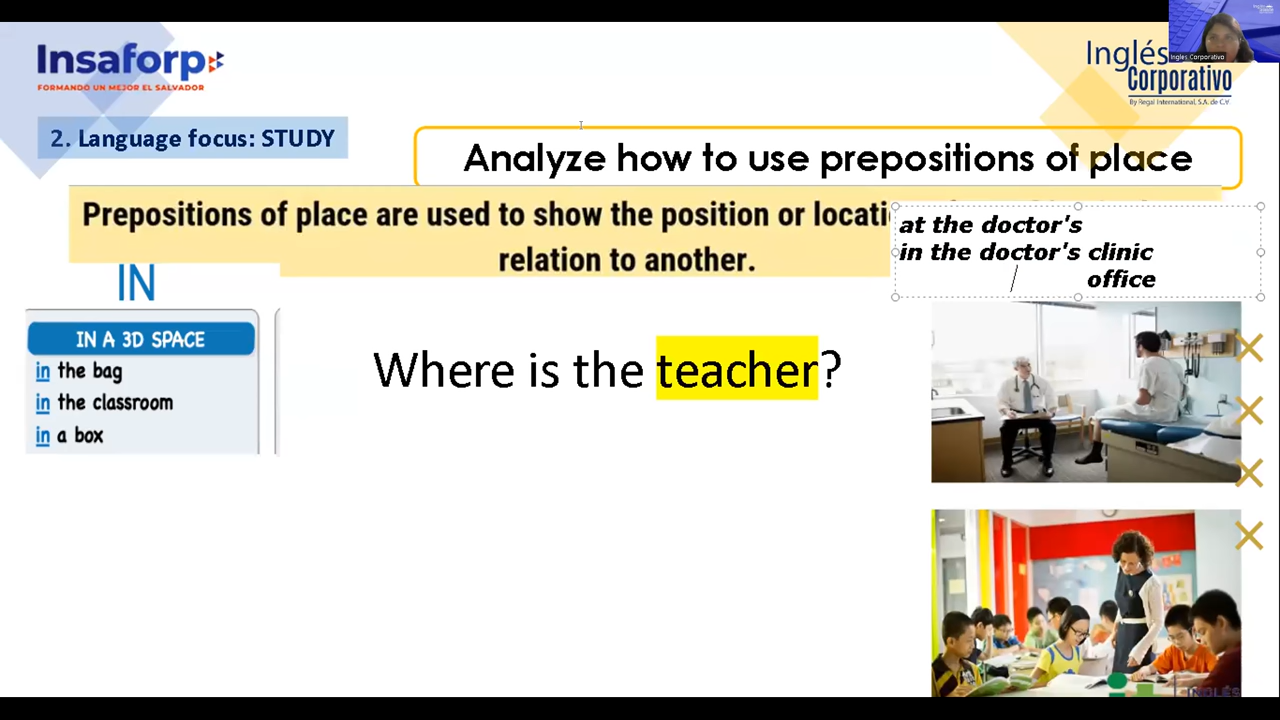 Insaforp
FORMANDO UN MEJOR EL SALVADOR
Inglés
Corporativo
By Regal International, S.A. de C.V.
Ingles Corporativo
2. Language focus: STUDY
Analyze how to use prepositions of place
Prepositions of place are used to show the position or locati
relation to another.
at the doctor's
in the doctor's clinic
/
office
IN
IN A 3D SPACE
in the bag
in the classroom
in a box
Where is the teacher?
INGLÉS